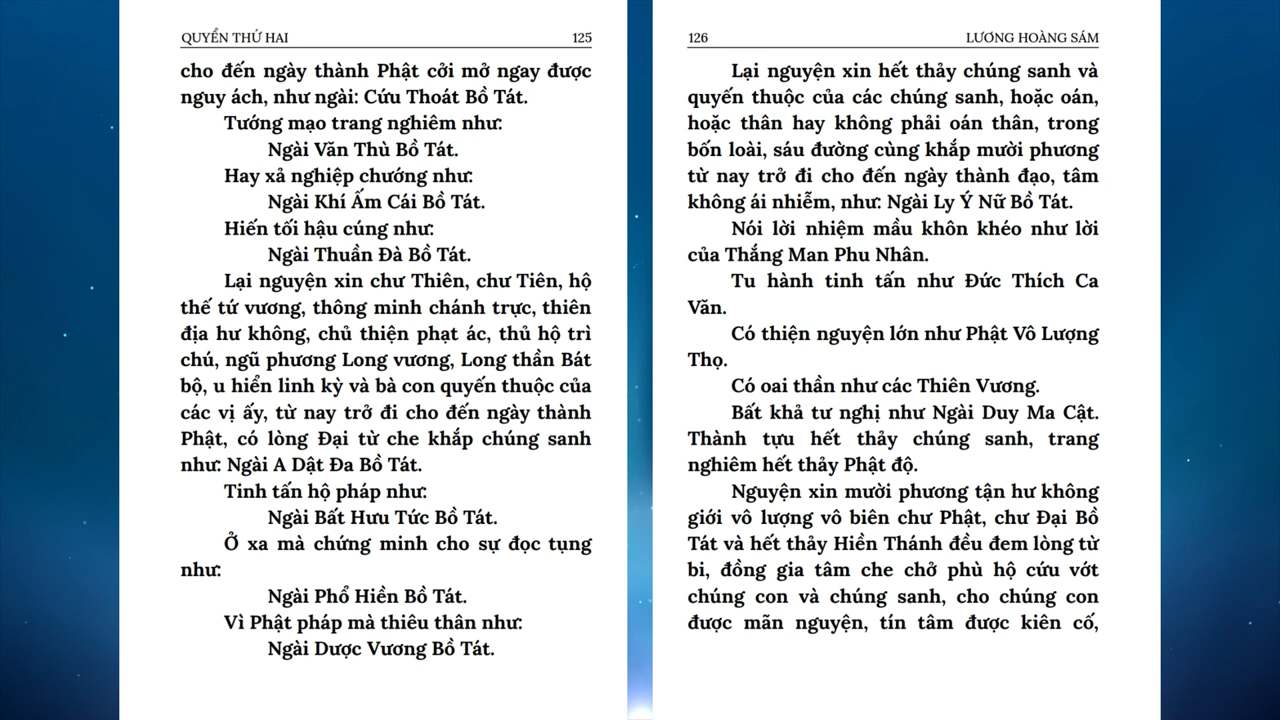 QUYỂN THỨ HAI 125
cho đến ngày thành Phật cởi mở ngay được
nguy ách, như ngài: Cứu Thoát Bồ Tát.
Tướng mạo trang nghiêm như:
Ngài Văn Thù Bồ Tát.
Hay xả nghiệp chướng như:
Ngài Khí Ấm Cái Bồ Tát.
Hiến tối hậu cúng như:
Ngài Thuần Đà Bồ Tát.
Lại nguyện xin chư Thiên, chư Tiên, hộ
thế tứ vương, thông minh chánh trực, thiên
địa hư không, chủ thiện phạt ác, thủ hộ trì
chú, ngũ phương Long vương, Long thần Bát
bộ, u hiển linh kỳ và bà con quyến thuộc của
các vị ấy, từ nay trở đi cho đến ngày thành
Phật, có lòng Đại từ che khắp chúng sanh
như: Ngài A Dật Đa Bồ Tát.
Tinh tấn hộ pháp như:
Ngài Bất Hưu Tức Bồ Tát.
Ở xa mà chứng minh cho sự đọc tụng
như:
Ngài Phổ Hiền Bồ Tát.
Vì Phật pháp mà thiêu thân như:
Ngài Dược Vương Bồ Tát.
126 LƯƠNG HOÀNG SÁM
Lại nguyện xin hết thảy chúng sanh và
quyến thuộc của các chúng sanh, hoặc oán,
hoặc thân hay không phải oán thân, trong
bốn loài, sáu đường cùng khắp mười phương
từ nay trở đi cho đến ngày thành đạo, tâm
không ái nhiễm, như: Ngài Ly Ý Nữ Bồ Tát.
Nói lời nhiệm mầu khôn khéo như lời
của Thắng Man Phu Nhân.
Tu hành tinh tấn như Đức Thích Ca
Văn.
Có thiện nguyện lớn như Phật Vô Lượng
Thọ.
Có oai thần như các Thiên Vương.
Bất khả tư nghị như Ngài Duy Ma Cật.
Thành tựu hết thảy chúng sanh, trang
nghiêm hết thảy Phật độ.
Nguyện xin mười phương tận hư không
giới vô lượng vô biên chư Phật, chư Đại Bồ
Tát và hết thảy Hiền Thánh đều đem lòng từ
bi, đồng gia tâm che chở phù hộ cứu vớt
chúng con và chúng sanh, cho chúng con
được mãn nguyện, tín tâm được kiên cố,